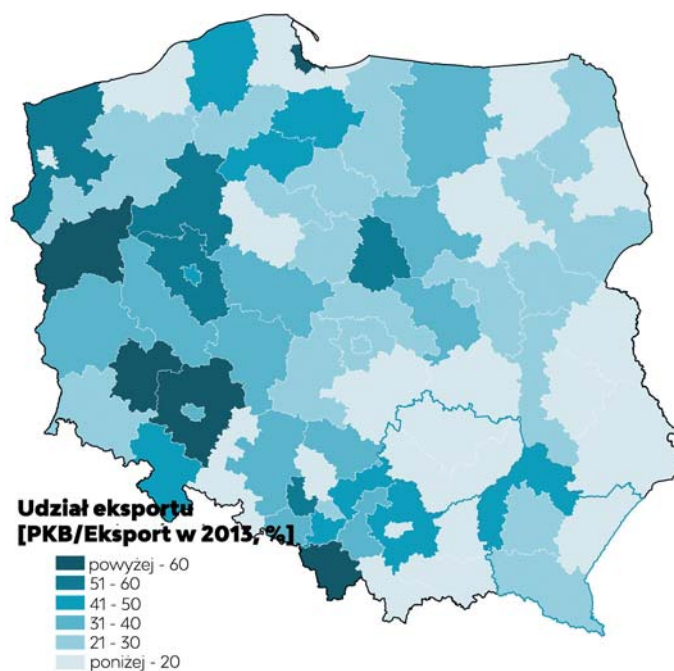 Udział eksportu
[PKB/Eksport w 2013, %]
powyżej - 60
51 - 60
41 - 50
31 - 40
21 - 30
poniżej - 20